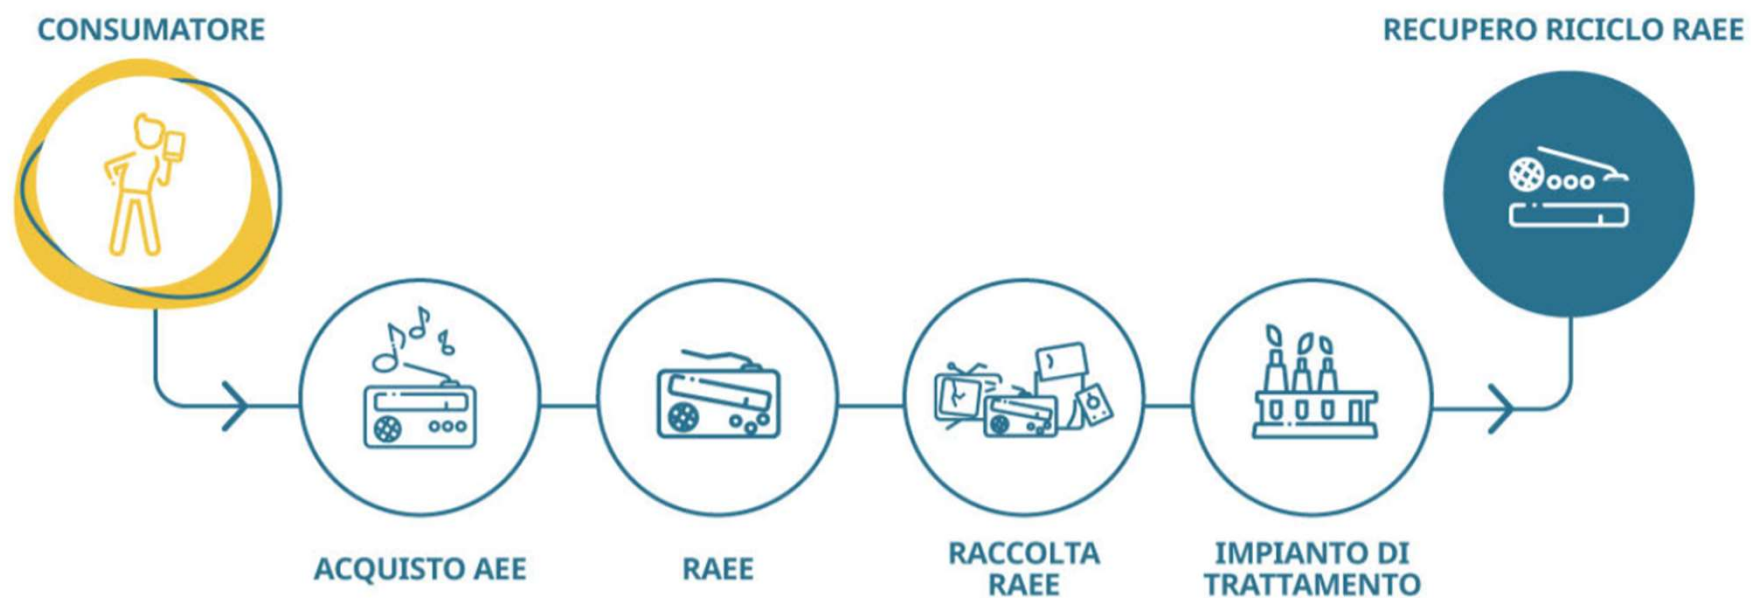 CONSUMATORE
RECUPERO RICICLO RAEE
ACQUISTO AEE
RAEE
RACCOLTA
RAEE
IMPIANTO DI
TRATTAMENTO